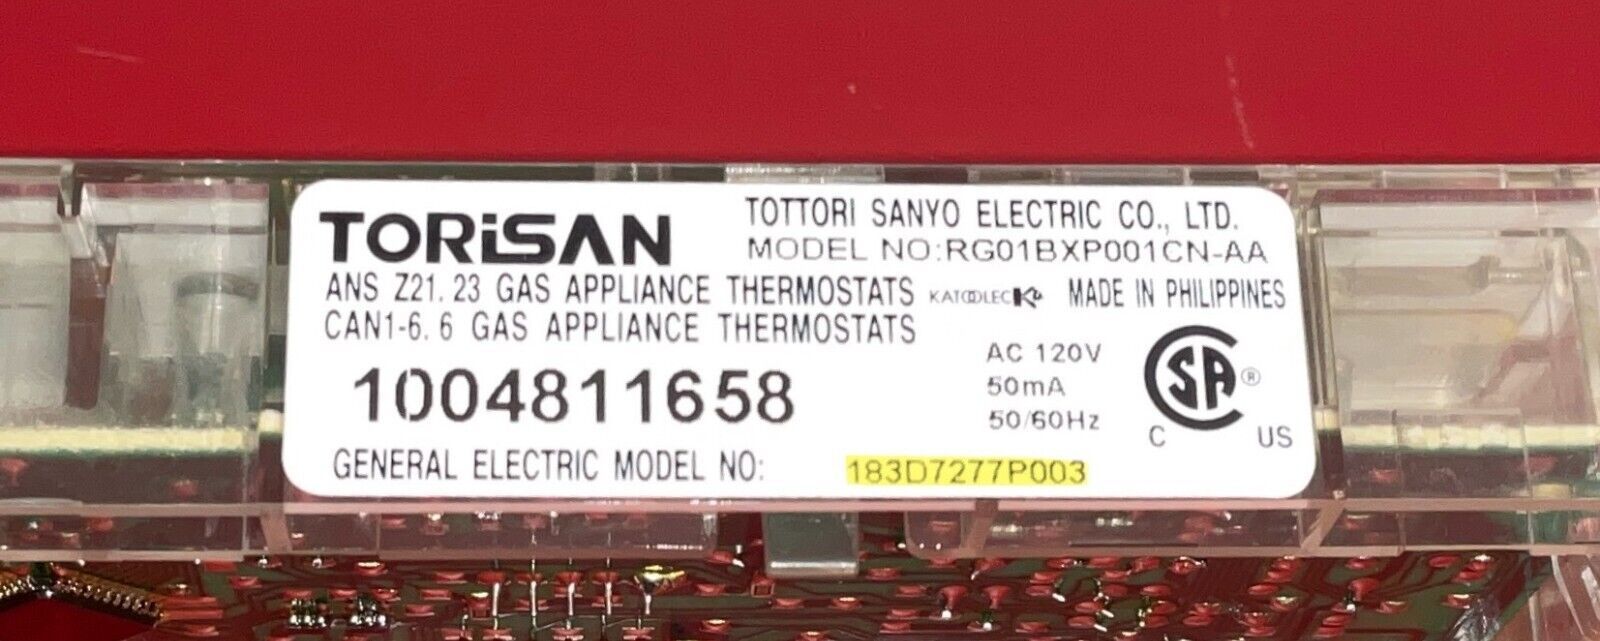 TORiSAN
TOTTORI SANYO ELECTRIC CO., LTD.
MODEL NO:RG01BXP001CN-AA
ANS Z21.23 GAS APPLIANCE THERMOSTATS
KATOOLEC K
MADE IN PHILIPPINES
CAN1-6.6 GAS APPLIANCE THERMOSTATS
AC 120V
50mA
50/60Hz
1004811658
SA ®
C US
GENERAL ELECTRIC MODEL NO: 183D7277P003